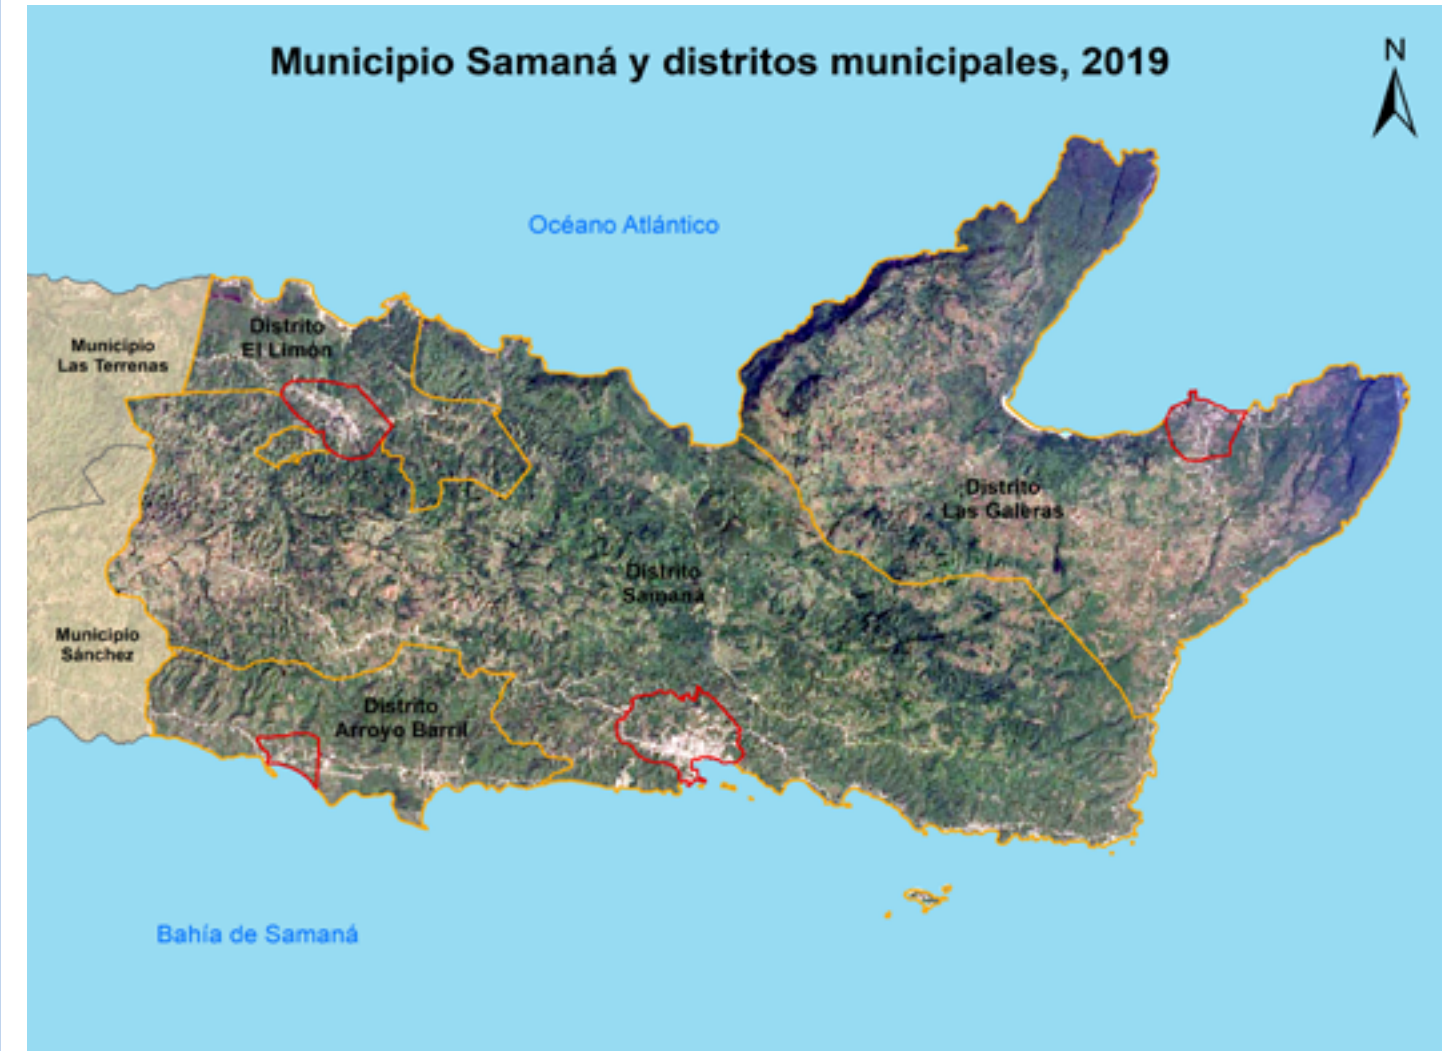 Municipio Samaná y distritos municipales, 2019
N
Océano Atlántico
Distrito
El Limón
Municipio
Las Terrenas
Distrito
Las Galeras
Distrito
Samaná
Municipio
Sánchez
Distrito
Arroyo Barril
Bahía de Samaná